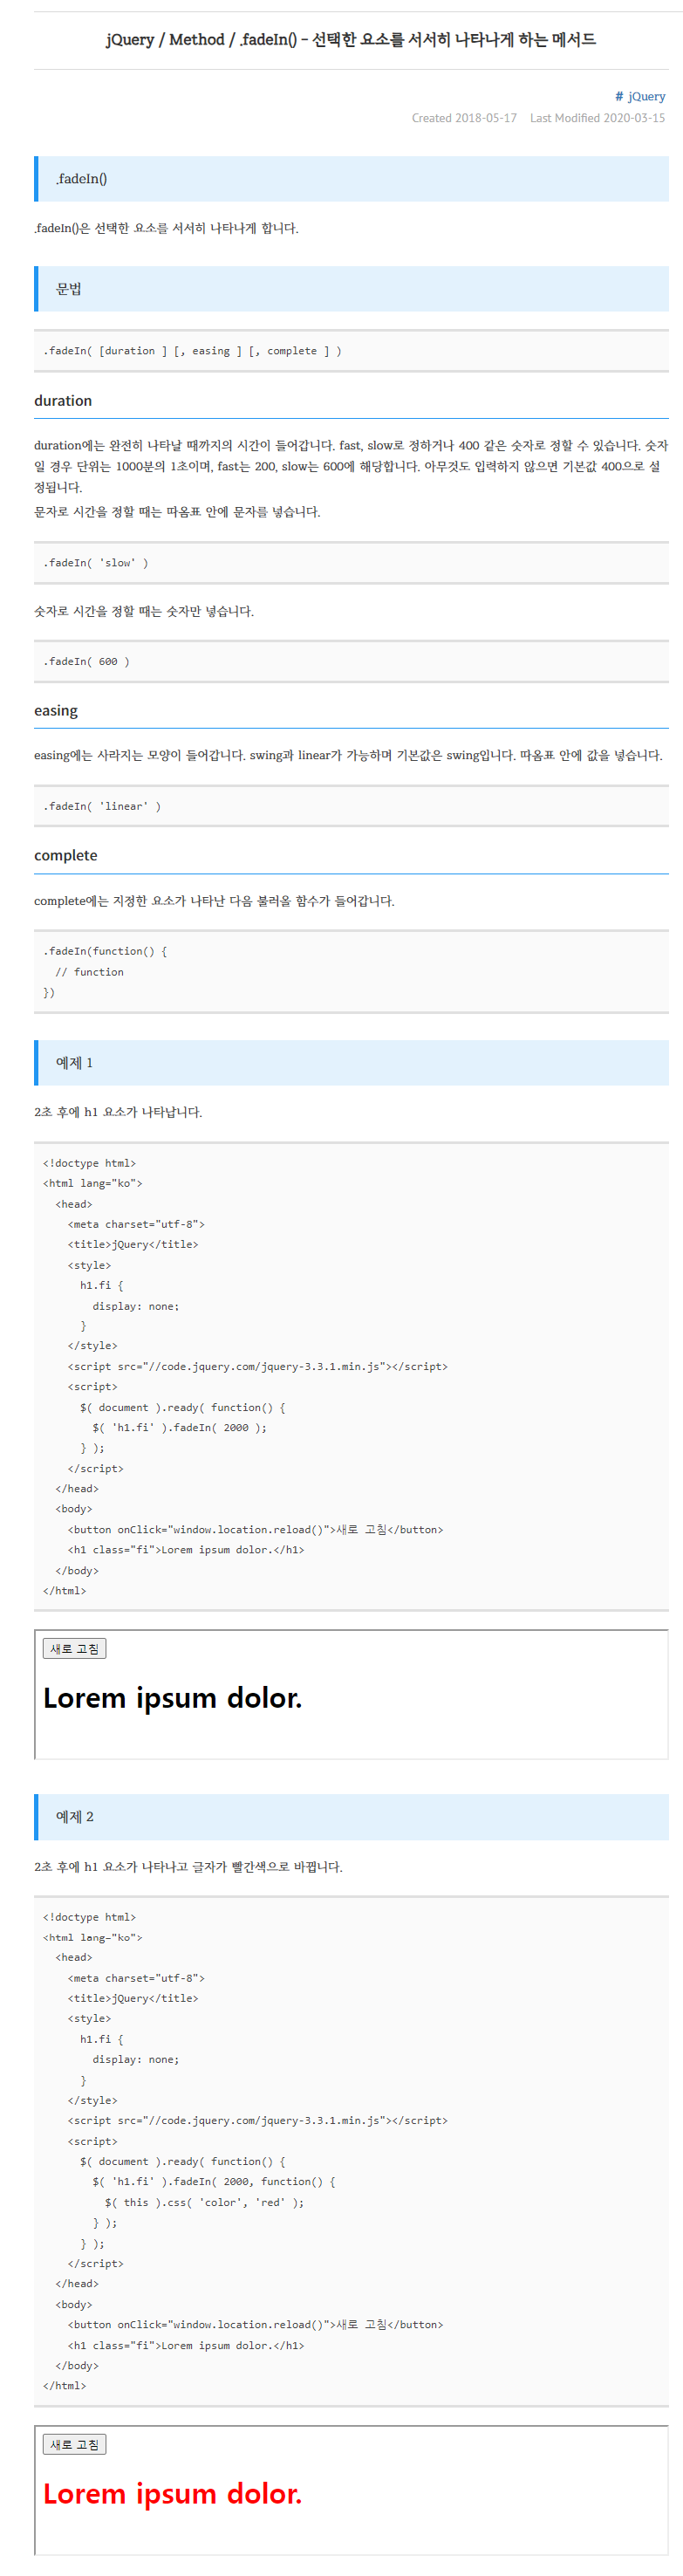 jQuery / Method / .fadeIn() - 선택한 요소를 서서히 나타나게 하는 메서드
# jQuery
Created 2018-05-17 Last Modified 2020-03-15
.fadeIn()
.fadeIn()은 선택한 요소를 서서히 나타나게 합니다.
문법
.fadeIn( [duration ] [, easing ] [, complete ] )
duration
duration에는 완전히 나타날 때까지의 시간이 들어갑니다. fast, slow로 정하거나 400 같은 숫자로 정할 수 있습니다. 숫자
일 경우 단위는 1000분의 1초이며, fast는 200, slow는 600에 해당합니다. 아무것도 입력하지 않으면 기본값 400으로 설
정됩니다.
문자로 시간을 정할 때는 따옴표 안에 문자를 넣습니다.
.fadeIn( 'slow' )
숫자로 시간을 정할 때는 숫자만 넣습니다.
.fadeIn( 600 )
easing
easing에는 사라지는 모양이 들어갑니다. swing과 linear가 가능하며 기본값은 swing입니다. 따옴표 안에 값을 넣습니다.
.fadeIn( 'linear' )
complete
complete에는 지정한 요소가 나타난 다음 불러올 함수가 들어갑니다.
.fadeIn(function() {
  // function
})
예제 1
2초 후에 h1 요소가 나타납니다.
<!doctype html>
<html lang="ko">
  <head>
    <meta charset="utf-8">
    <title>jQuery</title>
    <style>
      h1.fi {
        display: none;
      }
    </style>
    <script src="//code.jquery.com/jquery-3.3.1.min.js"></script>
    <script>
      $( document ).ready( function() {
        $( 'h1.fi' ).fadeIn( 2000 );
      } );
    </script>
  </head>
  <body>
    <button onClick="window.location.reload()">새로 고침</button>
    <h1 class="fi">Lorem ipsum dolor.</h1>
  </body>
</html>
새로 고침
Lorem ipsum dolor.
예제 2
2초 후에 h1 요소가 나타나고 글자가 빨간색으로 바뀝니다.
<!doctype html>
<html lang="ko">
  <head>
    <meta charset="utf-8">
    <title>jQuery</title>
    <style>
      h1.fi {
        display: none;
      }
    </style>
    <script src="//code.jquery.com/jquery-3.3.1.min.js"></script>
    <script>
      $( document ).ready( function() {
        $( 'h1.fi' ).fadeIn( 2000, function() {
          $( this ).css( 'color', 'red' );
        } );
      } );
    </script>
  </head>
  <body>
    <button onClick="window.location.reload()">새로 고침</button>
    <h1 class="fi">Lorem ipsum dolor.</h1>
  </body>
</html>
새로 고침
Lorem ipsum dolor.